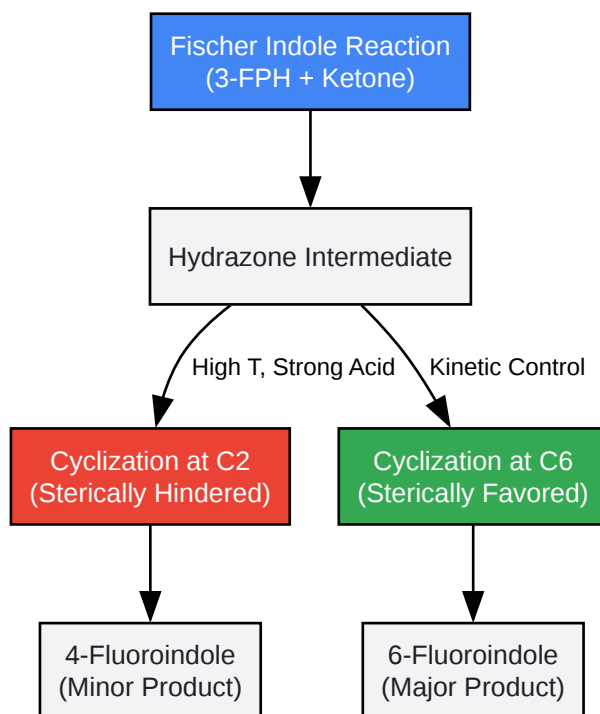 Fischer Indole Reaction
(3-FPH + Ketone)
Hydrazone Intermediate
High T, Strong Acid
Kinetic Control
Cyclization at C2
(Sterically Hindered)
Cyclization at C6
(Sterically Favored)
4-Fluoroindole
(Minor Product)
6-Fluoroindole
(Major Product)